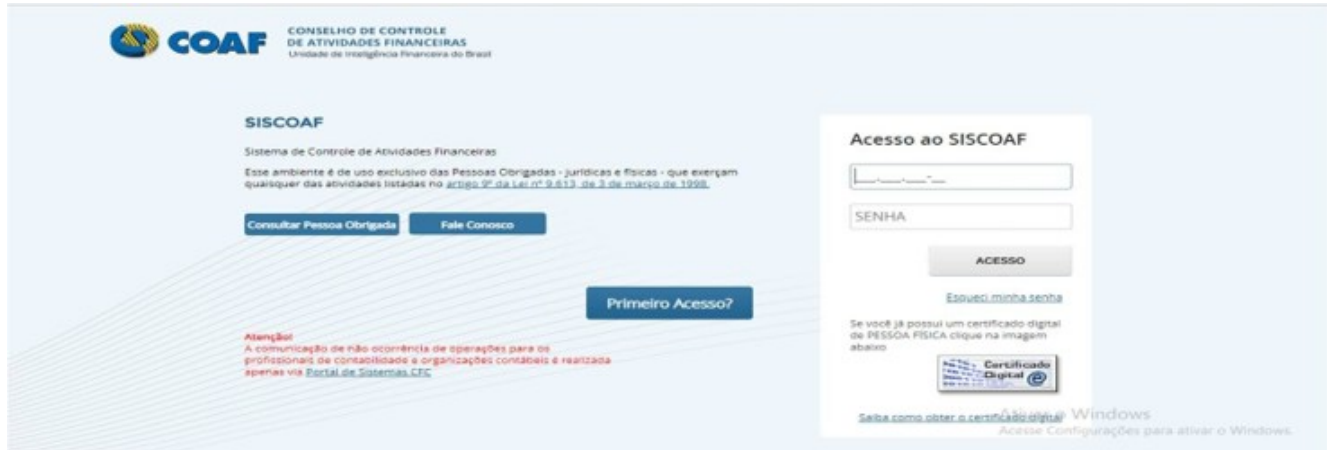 COAF
CONSELHO DE CONTROLE
DE ATIVIDADES FINANCEIRAS
Unidade de Inteligência Financeira do Brasil
SISCOAF
Sistema de Controle de Atividades Financeiras
Esse ambiente é de uso exclusivo das Pessoas Obrigadas - jurídicas e físicas - que exerçam
quaisquer das atividades listadas no artigo 9º da Lei nº 9.613, de 3 de março de 1998.
Consultar Pessoa Obrigada
Fale Conosco
Primeiro Acesso?
Atenção!
A comunicação de não ocorrência de operações para os
profissionais de contabilidade e organizações contábeis é realizada
apenas via Portal de Sistemas CFC
Acesso ao SISCOAF
___.___.___-__
SENHA
ACESSO
Esqueci minha senha
Se você já possui um certificado digital
de PESSOA FÍSICA clique na imagem
abaixo
Certificado
Digital
Saiba como obter o certificado digital
Ativar o Windows
Acesse Configurações para ativar o Windows.